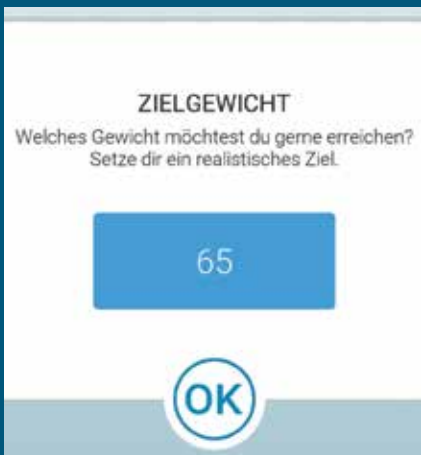 ZIELGEWICHT
Welches Gewicht möchtest du gerne erreichen?
Setze dir ein realistisches Ziel.
65
OK